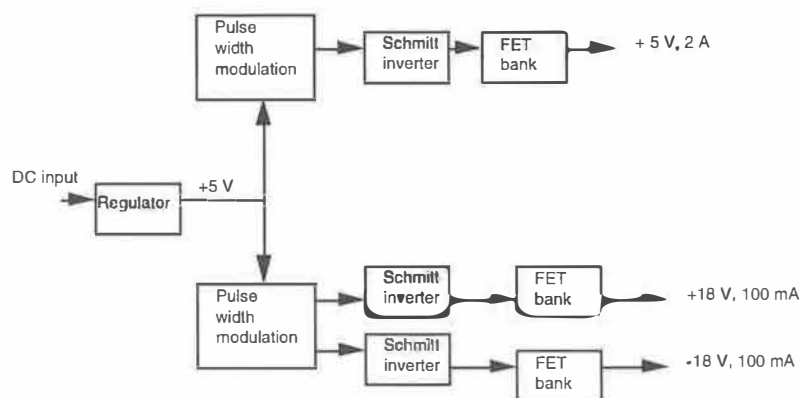 Pulse
width
modulation
Schmitt
inverter
FET
bank
+ 5 V, 2 A
DC input
Regulator
+5 V
Pulse
width
modulation
Schmitt
inverter
FET
bank
+18 V, 100 mA
Schmitt
inverter
FET
bank
-18 V, 100 mA